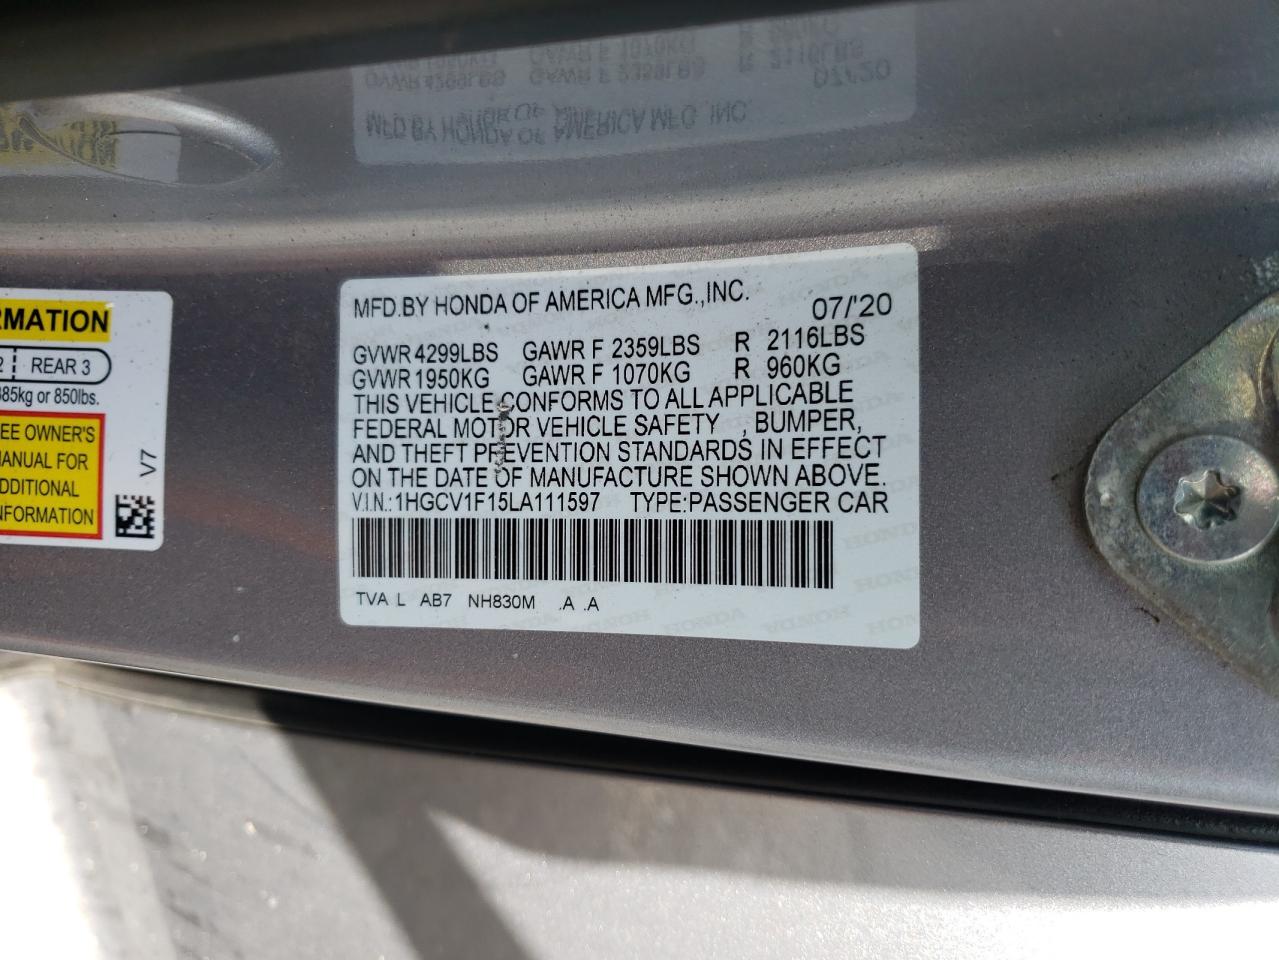 MFD.BY HONDA OF AMERICA MFG.,INC. 07/'20
GVWR 4299LBS GAWR F 2359LBS R 2116LBS
GVWR 1950KG GAWR F 1070KG R 960KG
THIS VEHICLE CONFORMS TO ALL APPLICABLE
FEDERAL MOTOR VEHICLE SAFETY , BUMPER,
AND THEFT PREVENTION STANDARDS IN EFFECT
ON THE DATE OF MANUFACTURE SHOWN ABOVE.
V.I.N.: 1HGCV1F15LA111597 TYPE:PASSENGER CAR
TVA L AB7 NH830M .A .A
RMATION
2 REAR 3
385kg or 850lbs.
EE OWNER'S
MANUAL FOR
DDITIONAL
NFORMATION
V7